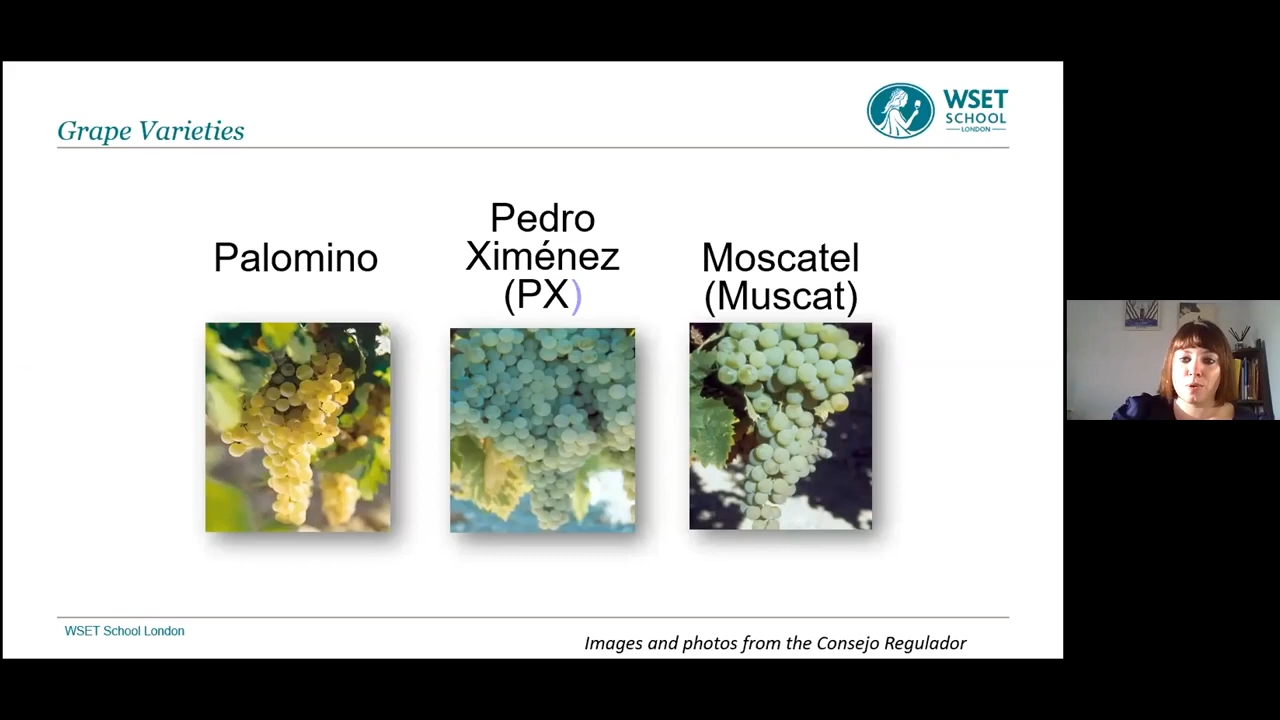 Grape Varieties
WSET
SCHOOL
LONDON
Palomino
Pedro
Ximénez
(PX)
Moscatel
(Muscat)
WSET School London
Images and photos from the Consejo Regulador